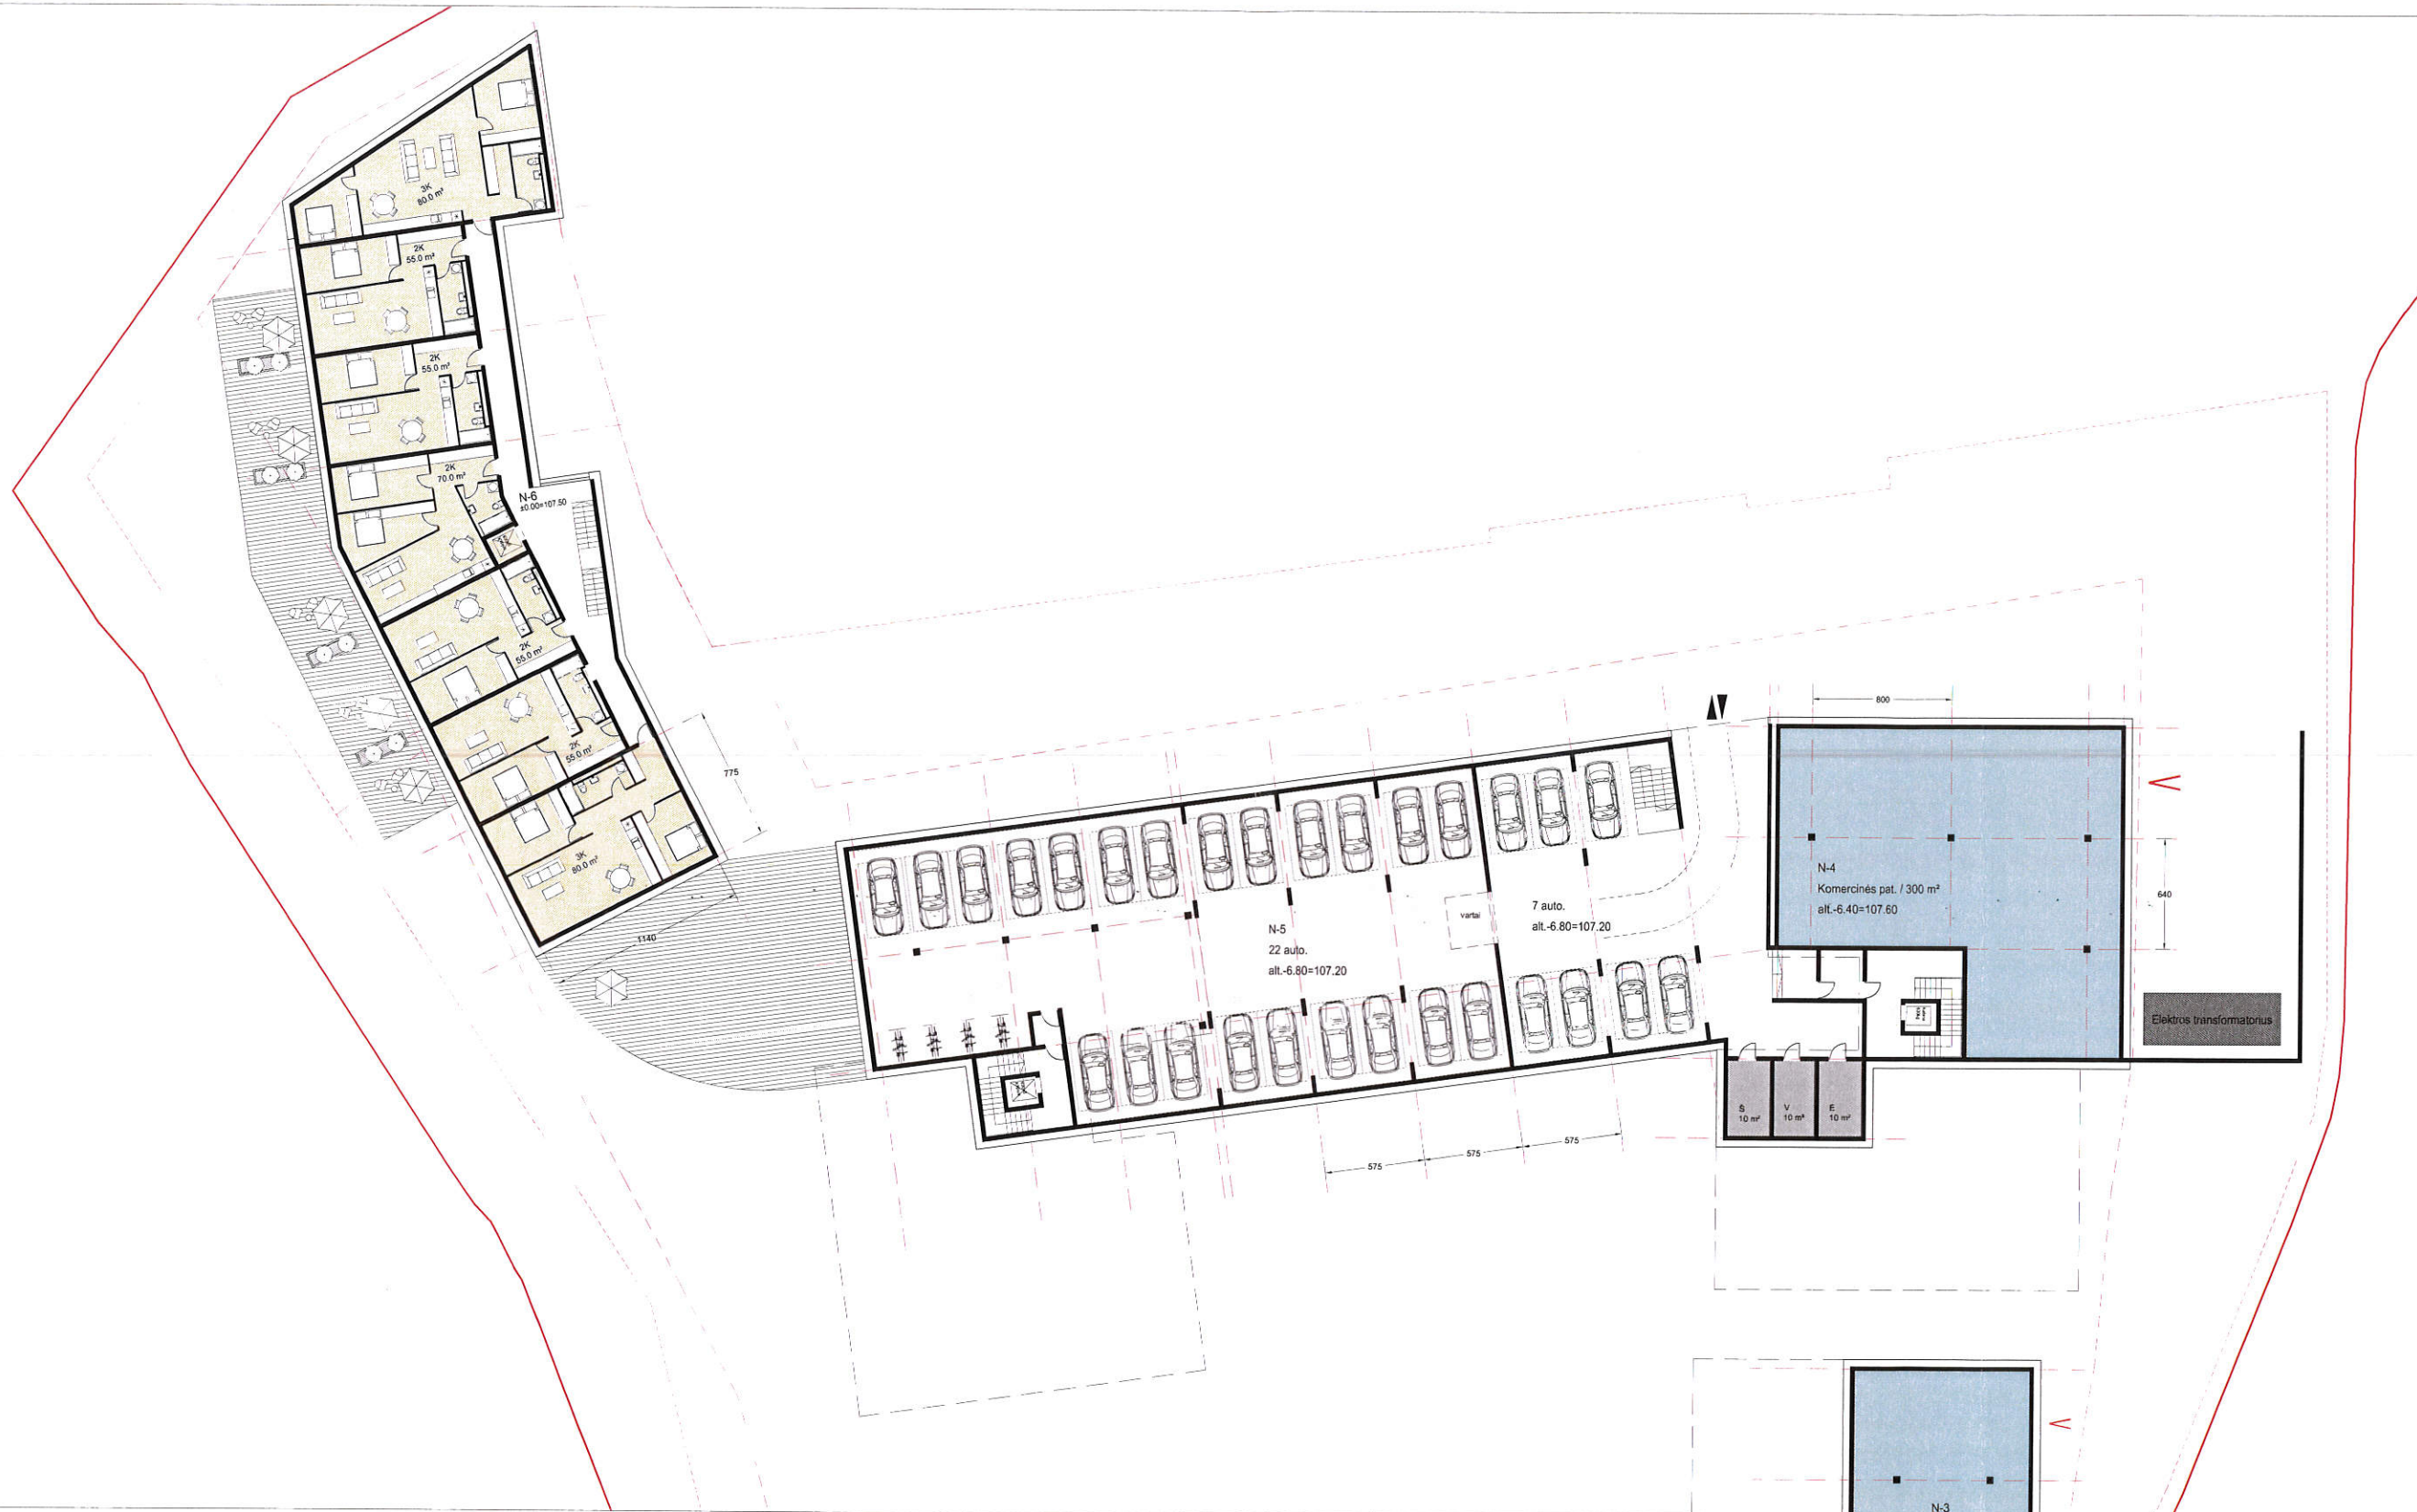 3K
80.0 m²
2K
55.0 m²
2K
55.0 m²
2K
70.0 m²
N-6
±0.00=107.50
2K
55.0 m²
2K
55.0 m²
3K
80.0 m²
775
1140
N-5
22 auto.
alt.-6.80=107.20
vartai
7 auto.
alt.-6.80=107.20
575
575
575
800
N-4
Komercinės pat. / 300 m²
alt.-6.40=107.60
640
Elektros transformatorius
Š
10 m²
V
10 m²
E
10 m²
N-3